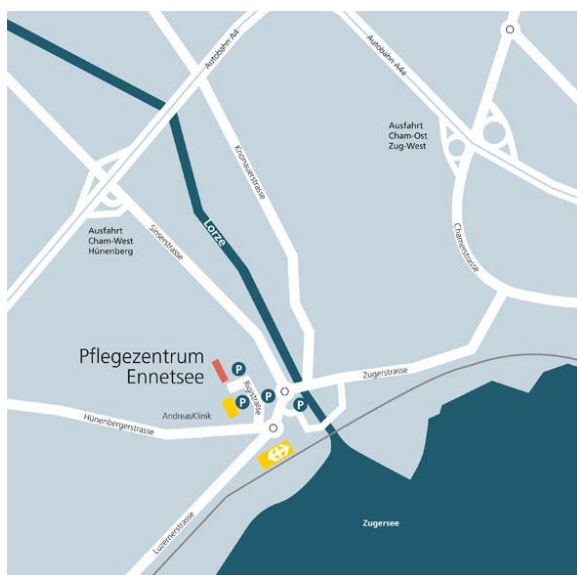 Autobahn A4
Autobahn A4a
Ausfahrt
Cham-Ost
Zug-West
Knonauerstrasse
Chamerstrasse
Lorze
Sinserstrasse
Ausfahrt
Cham-West
Hünenberg
Pflegezentrum
Ennetsee
P
Zugerstrasse
Rigistrasse
P
P
P
AndreasKlinik
Hünenbergerstrasse
Luzernerstrasse
Zugersee